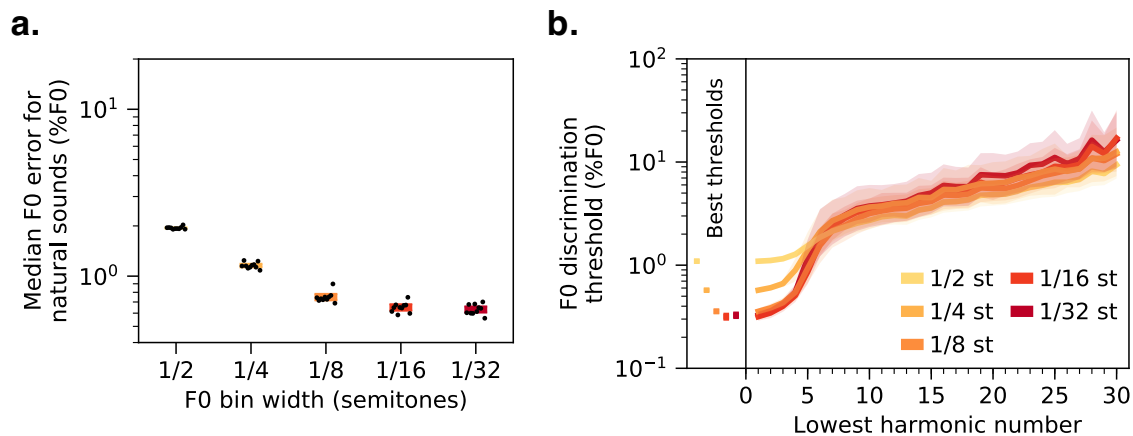 a.
Median F0 error for
natural sounds (%F0)
10¹
10⁰
1/2 1/4 1/8 1/16 1/32
F0 bin width (semitones)
b.
F0 discrimination
threshold (%F0)
10²
10¹
10⁰
10⁻¹
Best thresholds
1/2 st
1/4 st
1/8 st
1/16 st
1/32 st
0 5 10 15 20 25 30
Lowest harmonic number